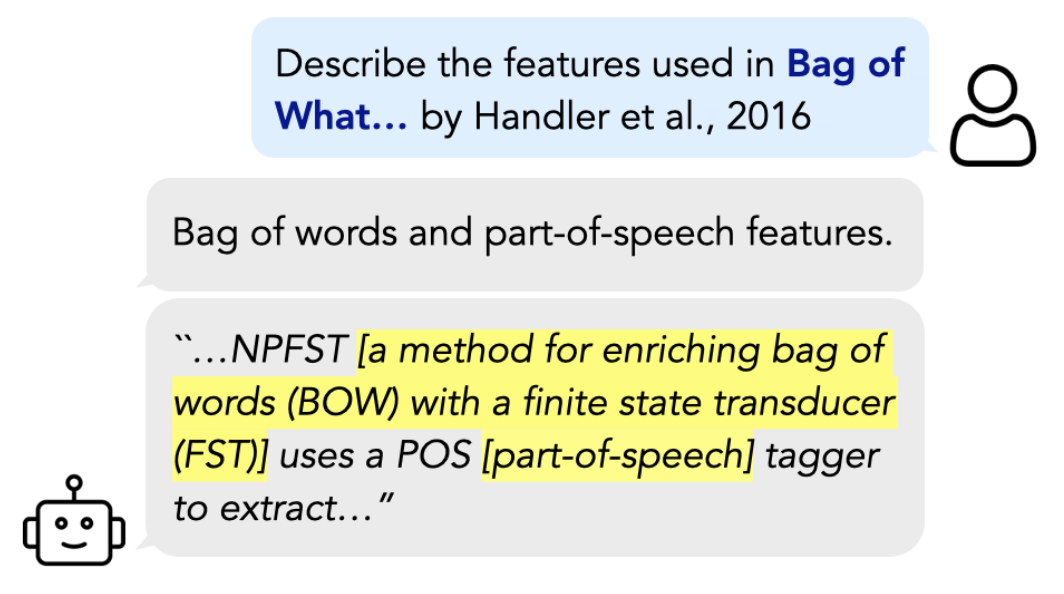 Describe the features used in Bag of
What... by Handler et al., 2016
Bag of words and part-of-speech features.
``...NPFST [a method for enriching bag of
words (BOW) with a finite state transducer
(FST)] uses a POS [part-of-speech] tagger
to extract...”